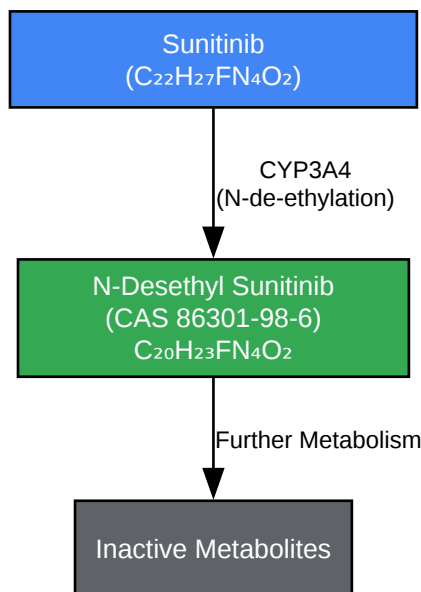 Sunitinib
(C₂₂H₂₇FN₄O₂)
CYP3A4
(N-de-ethylation)
N-Desethyl Sunitinib
(CAS 86301-98-6)
C₂₀H₂₃FN₄O₂
Further Metabolism
Inactive Metabolites